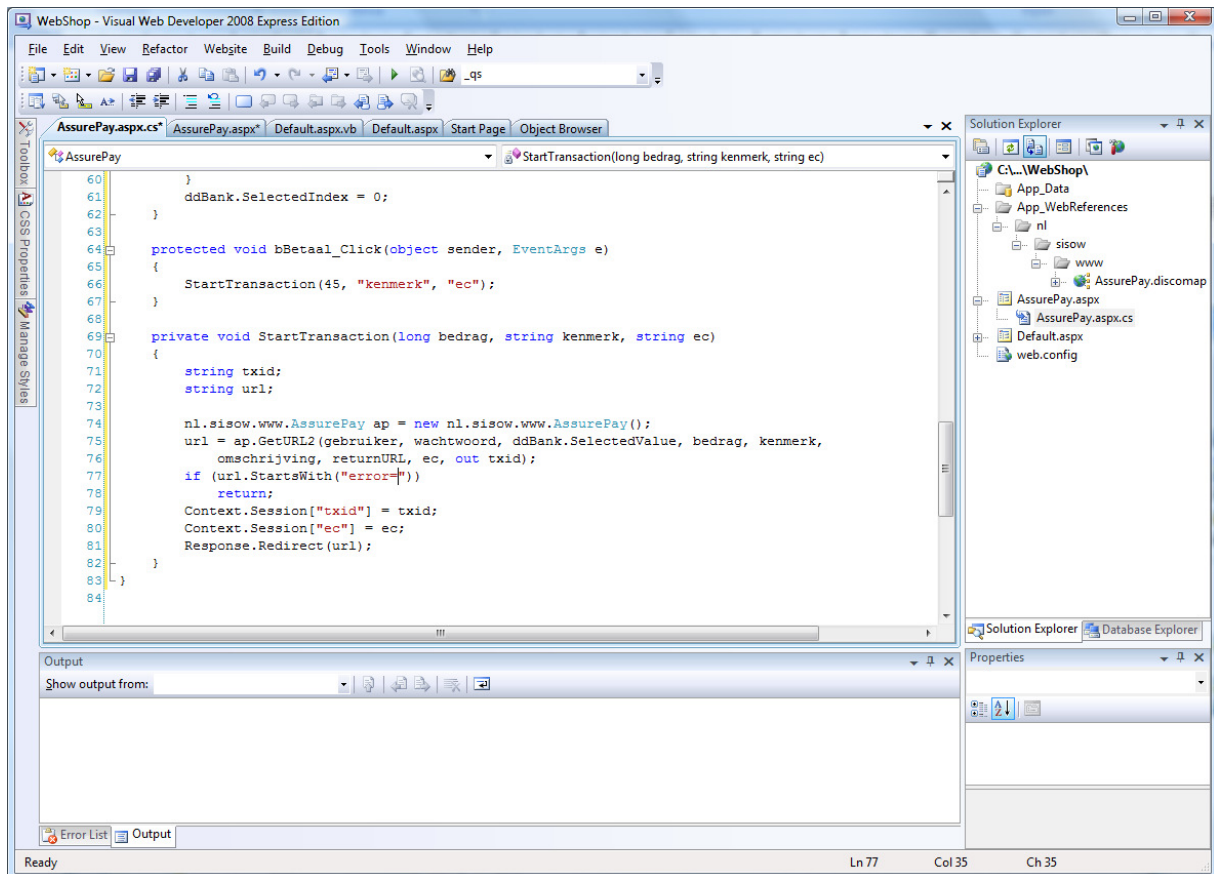 WebShop - Visual Web Developer 2008 Express Edition
File Edit View Refactor Website Build Debug Tools Window Help
_qs
AssurePay.aspx.cs* AssurePay.aspx* Default.aspx.vb Default.aspx Start Page Object Browser
AssurePay StartTransaction(long bedrag, string kenmerk, string ec)
60 }
61 ddBank.SelectedIndex = 0;
62 }
63
64 protected void bBetaal_Click(object sender, EventArgs e)
65 {
66 StartTransaction(45, "kenmerk", "ec");
67 }
68
69 private void StartTransaction(long bedrag, string kenmerk, string ec)
70 {
71 string txid;
72 string url;
73
74 nl.sisow.www.AssurePay ap = new nl.sisow.www.AssurePay();
75 url = ap.GetURL2(gebruiker, wachtwoord, ddBank.SelectedValue, bedrag, kenmerk,
76 omschrijving, returnURL, ec, out txid);
77 if (url.StartsWith("error="))
78 return;
79 Context.Session["txid"] = txid;
80 Context.Session["ec"] = ec;
81 Response.Redirect(url);
82 }
83 }
84
Toolbox
CSS Properties
Manage Styles
Solution Explorer
C:\...\WebShop\
App_Data
App_WebReferences
nl
sisow
www
AssurePay.discomap
AssurePay.aspx
AssurePay.aspx.cs
Default.aspx
web.config
Solution Explorer Database Explorer
Output
Show output from:
Properties
Error List Output
Ready Ln 77 Col 35 Ch 35